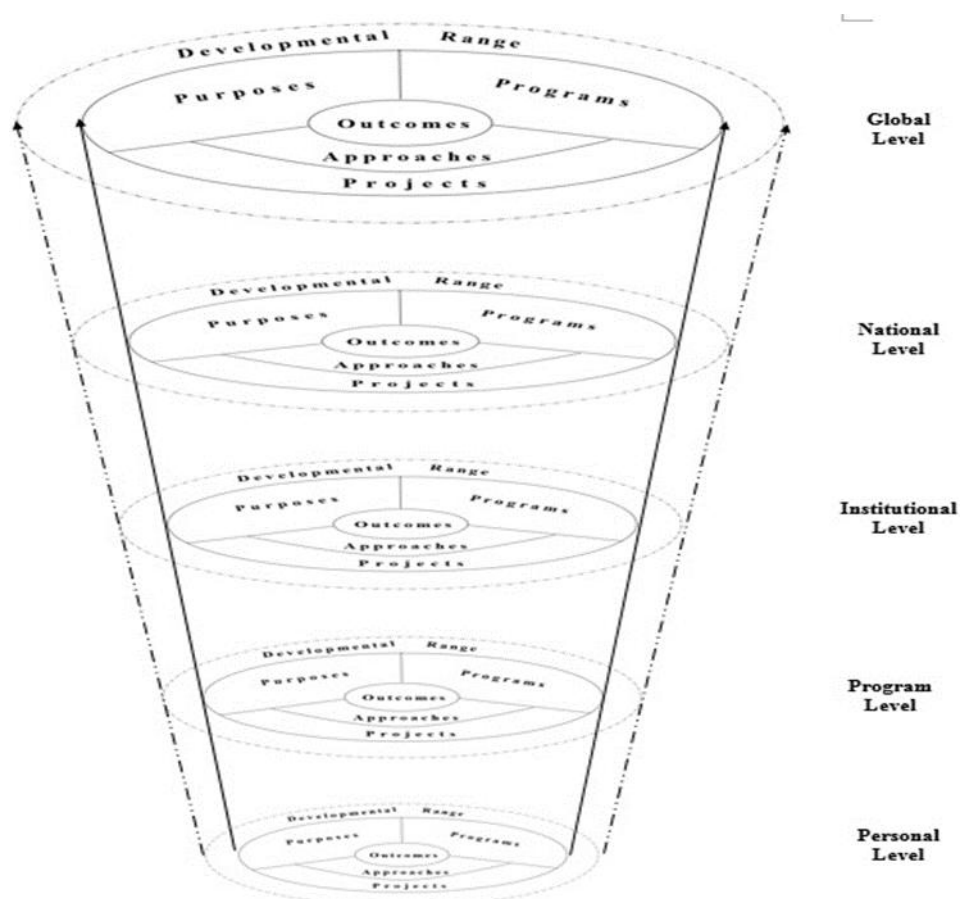 Developmental Range
Purposes Programs
Outcomes
Approaches
Projects
Global
Level
Developmental Range
Purposes Programs
Outcomes
Approaches
Projects
National
Level
Developmental Range
Purposes Programs
Outcomes
Approaches
Projects
Institutional
Level
Developmental Range
Purposes Programs
Outcomes
Approaches
Projects
Program
Level
Developmental Range
Purposes Programs
Outcomes
Approaches
Projects
Personal
Level